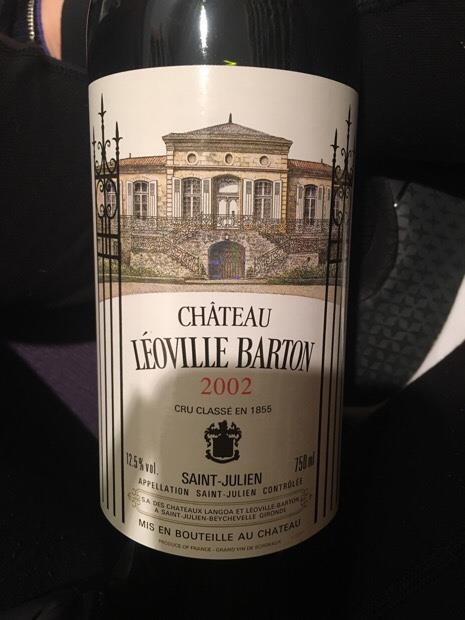 CHÂTEAU
LÉOVILLE BARTON
2002
CRU CLASSÉ EN 1855
12.5% vol.
750 ml
SAINT-JULIEN
APPELLATION SAINT-JULIEN CONTRÔLÉE
S.A. DES CHATEAUX LANGOA ET LÉOVILLE-BARTON
A SAINT-JULIEN-BEYCHEVELLE GIRONDE
MIS EN BOUTEILLE AU CHATEAU
PRODUCE OF FRANCE - GRAND VIN DE BORDEAUX